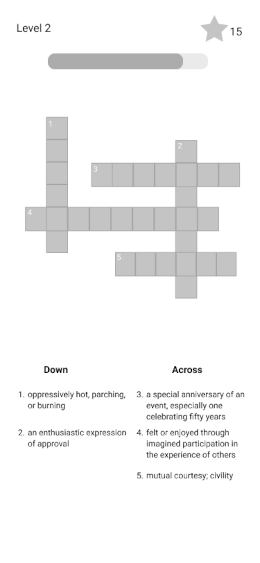 Level 2
15
1
2
3
4
5
Down
1. oppressively hot, parching,
or burning
2. an enthusiastic expression
of approval
Across
3. a special anniversary of an
event, especially one
celebrating fifty years
4. felt or enjoyed through
imagined participation in
the experience of others
5. mutual courtesy; civility